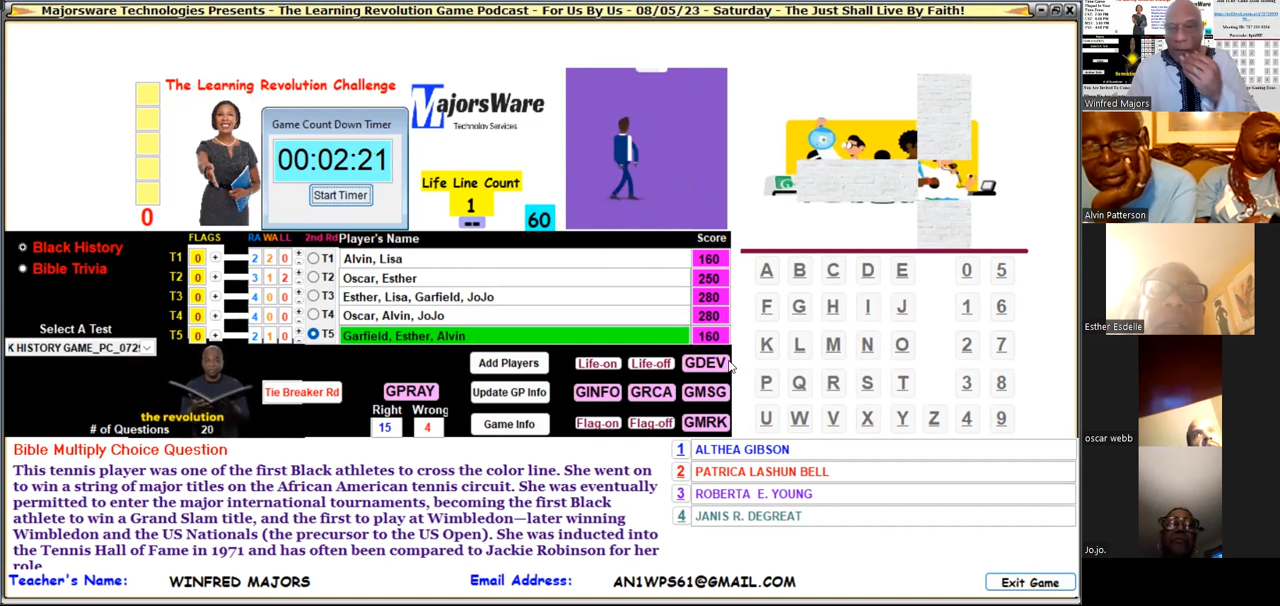 Majorsware Technologies Presents - The Learning Revolution Game Podcast - For Us By Us - 08/05/23 - Saturday - The Just Shall Live By Faith!
The Learning Revolution Challenge
0
Game Count Down Timer
00:02:21
Start Timer
MajorsWare
Technology Services
Life Line Count
1
--
60
Black History
Bible Trivia
Select A Test
K HISTORY GAME_PC_072
FLAGS RA WA LL 2nd Rd Player's Name Score
T1 0 + 2 2 0 T1 Alvin, Lisa 160
T2 0 + 3 1 2 T2 Oscar, Esther 250
T3 0 + 4 0 0 T3 Esther, Lisa, Garfield, JoJo 280
T4 0 + 4 0 0 T4 Oscar, Alvin, JoJo 280
T5 0 + 2 1 0 T5 Garfield, Esther, Alvin 160
the revolution
# of Questions 20
Tie Breaker Rd
GPRAY
Right Wrong
15 4
Add Players
Update GP Info
Game Info
Life-on Life-off GDEV
GINFO GRCA GMSG
Flag-on Flag-off GMRK
A B C D E 0 5
F G H I J 1 6
K L M N O 2 7
P Q R S T 3 8
U W V X Y Z 4 9
Bible Multiply Choice Question
This tennis player was one of the first Black athletes to cross the color line. She went on
to win a string of major titles on the African American tennis circuit. She was eventually
permitted to enter the major international tournaments, becoming the first Black
athlete to win a Grand Slam title, and the first to play at Wimbledon—later winning
Wimbledon and the US Nationals (the precursor to the US Open). She was inducted into
the Tennis Hall of Fame in 1971 and has often been compared to Jackie Robinson for her
role
1 ALTHEA GIBSON
2 PATRICA LASHUN BELL
3 ROBERTA E. YOUNG
4 JANIS R. DEGREAT
Teacher's Name: WINFRED MAJORS Email Address: AN1WPS61@GMAIL.COM Exit Game
Winfred Majors
Alvin Patterson
Esther Esdelle
oscar webb
Jo.jo.